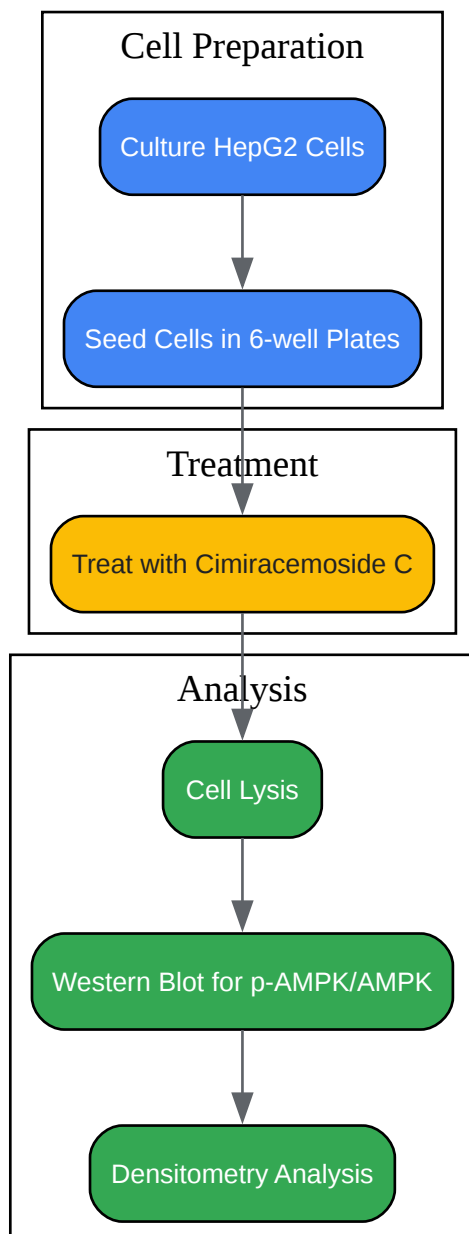 Cell Preparation
Culture HepG2 Cells
Seed Cells in 6-well Plates
Treatment
Treat with Cimiracemoside C
Analysis
Cell Lysis
Western Blot for p-AMPK/AMPK
Densitometry Analysis